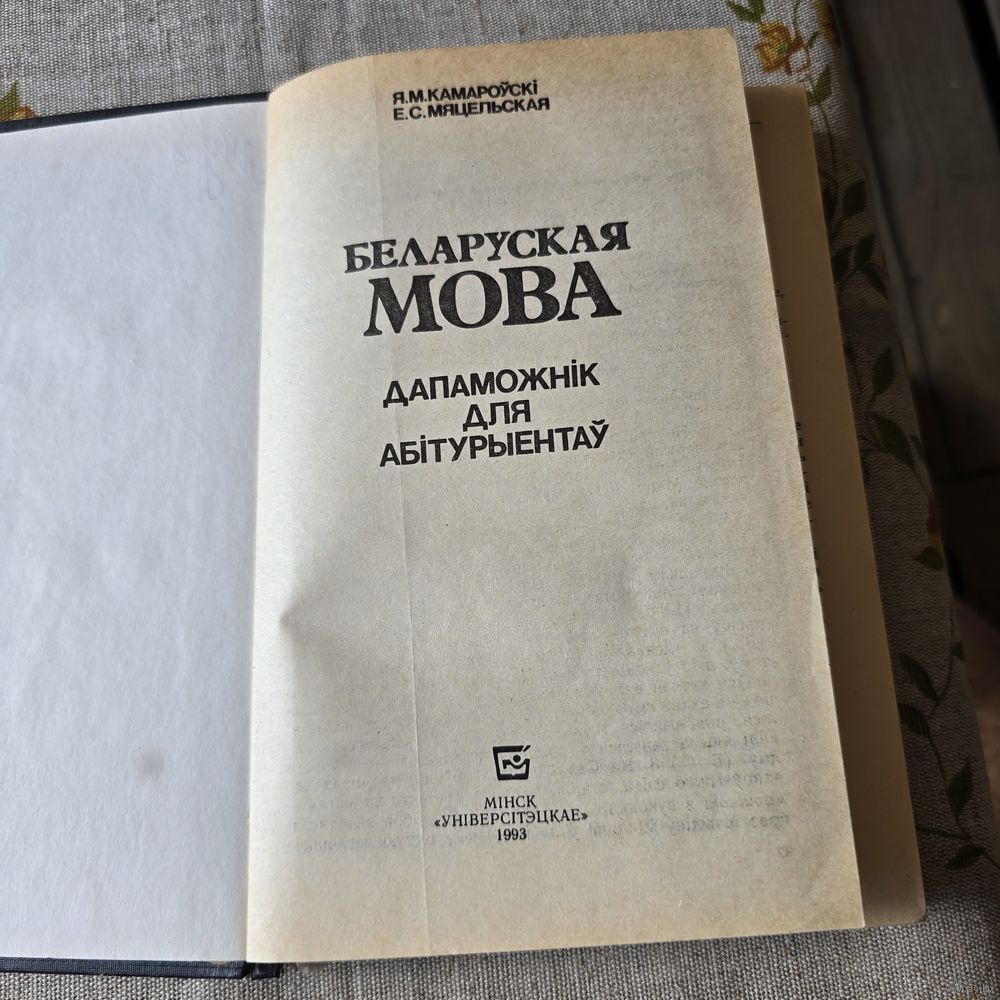 Я.М.КАМАРОЎСКІ
Е.С.МЯЦЕЛЬСКАЯ
БЕЛАРУСКАЯ
МОВА
ДАПАМОЖНІК
ДЛЯ
АБІТУРЫЕНТАЎ
МІНСК
«УНІВЕРСІТЭЦКАЕ»
1993